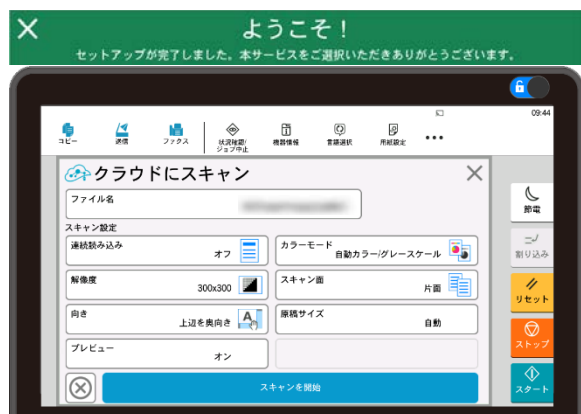 ようこそ！
セットアップが完了しました。本サービスをご選択いただきありがとうございます。
09:44
コピー
送信
ファクス
状況確認/
ジョブ中止
機器情報
言語選択
用紙設定
クラウドにスキャン
ファイル名
スキャン設定
連続読み込み
オフ
カラーモード
自動カラー/グレースケール
解像度
300x300
スキャン面
片面
向き
上辺を奥向き
原稿サイズ
自動
プレビュー
オン
スキャンを開始
節電
割り込み
リセット
ストップ
スタート